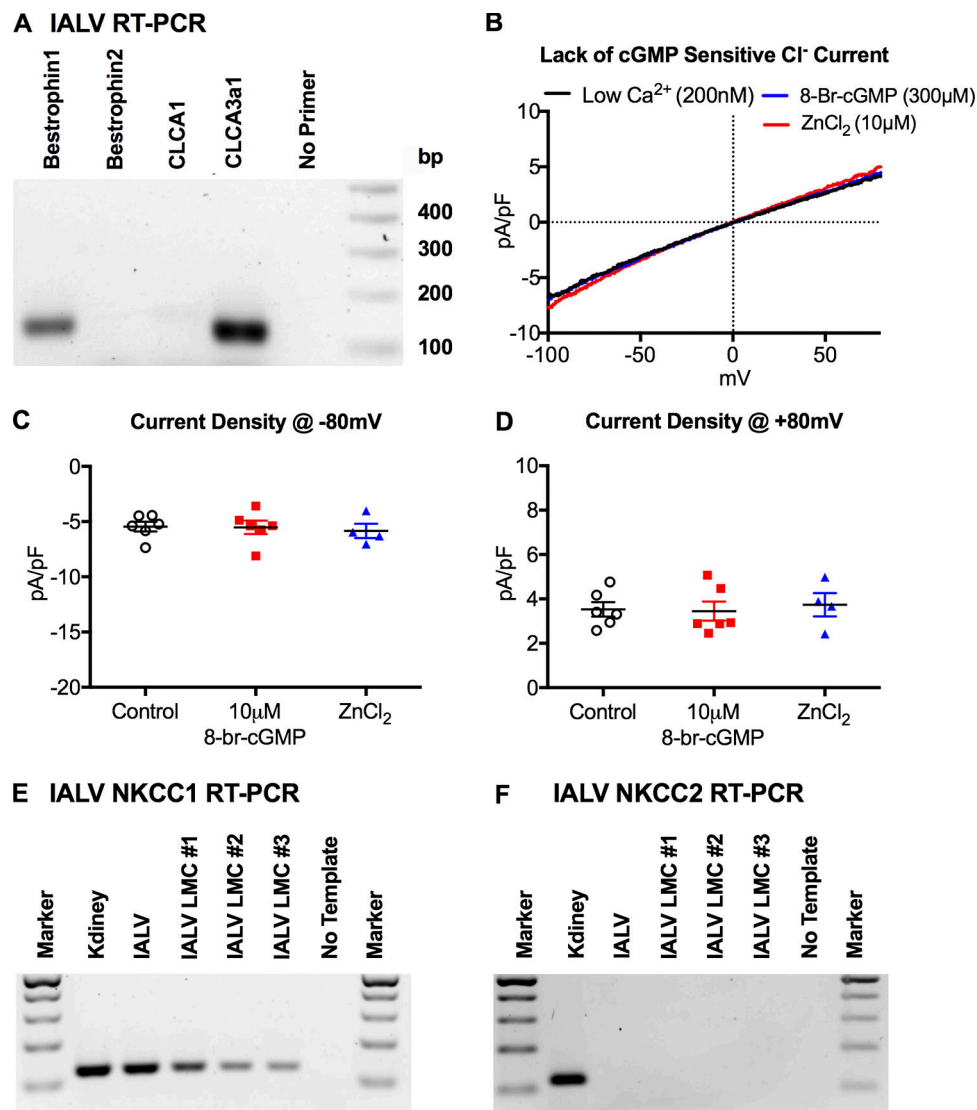 A IALV RT-PCR
Bestrophin1
Bestrophin2
CLCA1
CLCA3a1
No Primer
bp
400
300
200
100
B
Lack of cGMP Sensitive Cl- Current
Low Ca2+ (200nM)
8-Br-cGMP (300µM)
ZnCl2 (10µM)
pA/pF
10
5
0
-5
-10
-100
-50
0
50
mV
C Current Density @ -80mV
pA/pF
0
-5
-10
-15
-20
Control
10µM
8-br-cGMP
ZnCl2
D Current Density @ +80mV
pA/pF
10
8
6
4
2
0
Control
10µM
8-br-cGMP
ZnCl2
E IALV NKCC1 RT-PCR
Marker
Kdiney
IALV
IALV LMC #1
IALV LMC #2
IALV LMC #3
No Template
Marker
F IALV NKCC2 RT-PCR
Marker
Kdiney
IALV
IALV LMC #1
IALV LMC #2
IALV LMC #3
No Template
Marker